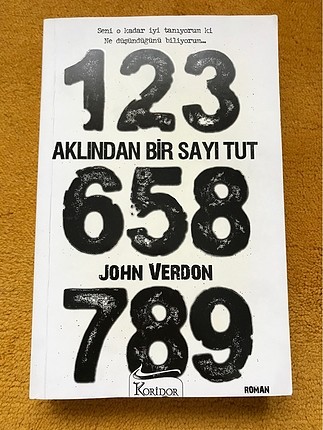 Seni o kadar iyi tanıyorum ki
Ne düşündüğünü biliyorum...
123
AKLINDAN BİR SAYI TUT
658
JOHN VERDON
789
KORİDOR
ROMAN